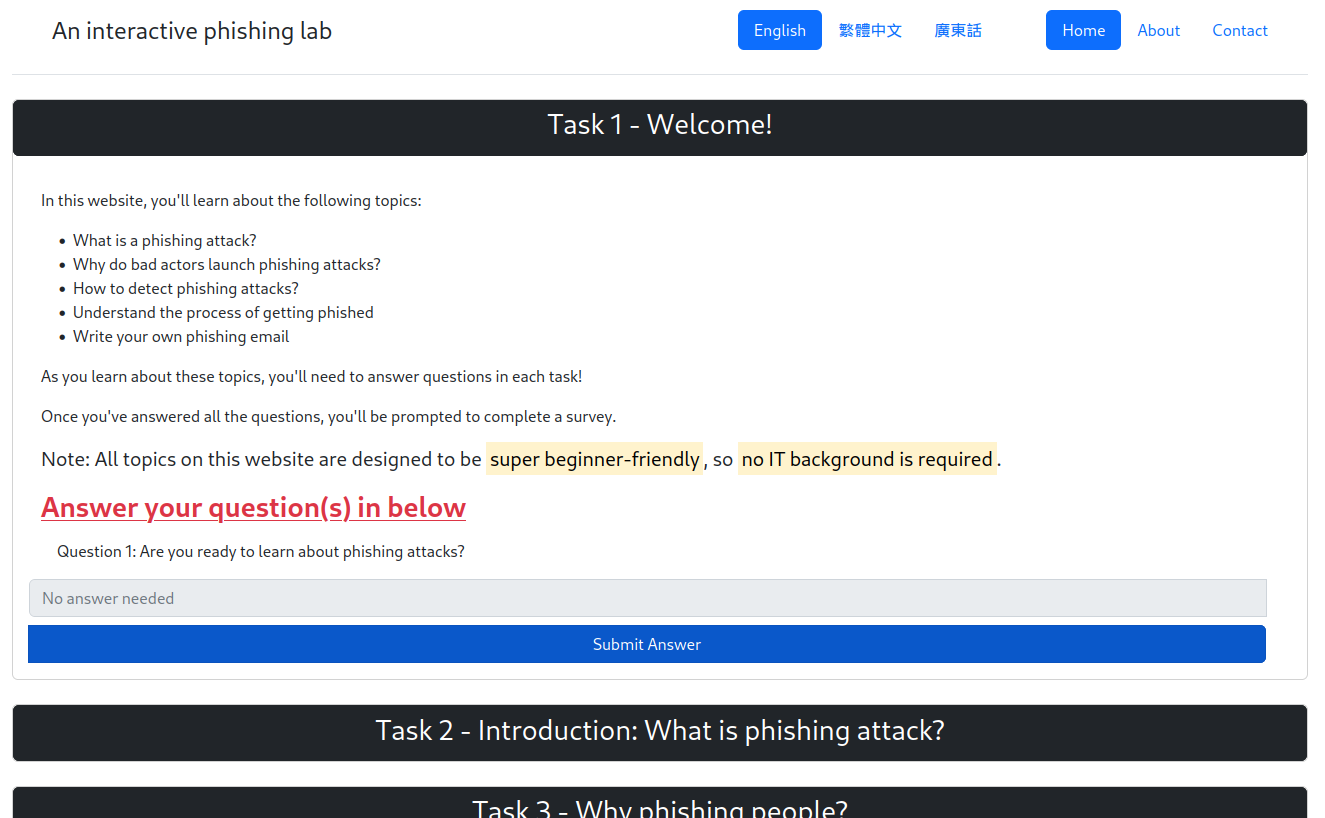 An interactive phishing lab
English 繁體中文 廣東話 Home About Contact
Task 1 - Welcome!
In this website, you'll learn about the following topics:
• What is a phishing attack?
• Why do bad actors launch phishing attacks?
• How to detect phishing attacks?
• Understand the process of getting phished
• Write your own phishing email
As you learn about these topics, you'll need to answer questions in each task!
Once you've answered all the questions, you'll be prompted to complete a survey.
Note: All topics on this website are designed to be super beginner-friendly, so no IT background is required.
Answer your question(s) in below
Question 1: Are you ready to learn about phishing attacks?
No answer needed
Submit Answer
Task 2 - Introduction: What is phishing attack?
Task 3 - Why phishing people?